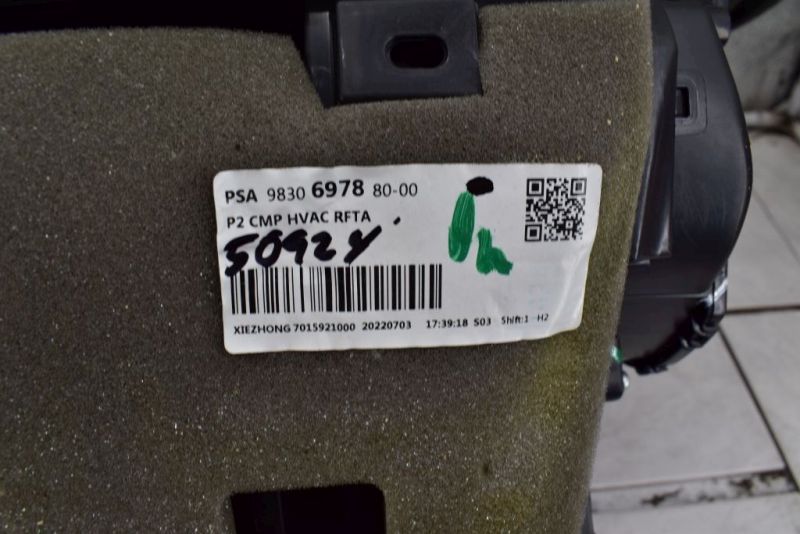 PSA 9830 6978 80-00
P2 CMP HVAC RFTA
50924
XIEZHONG 7015921000 20220703 17:39:18 S03 Shift:1 H2